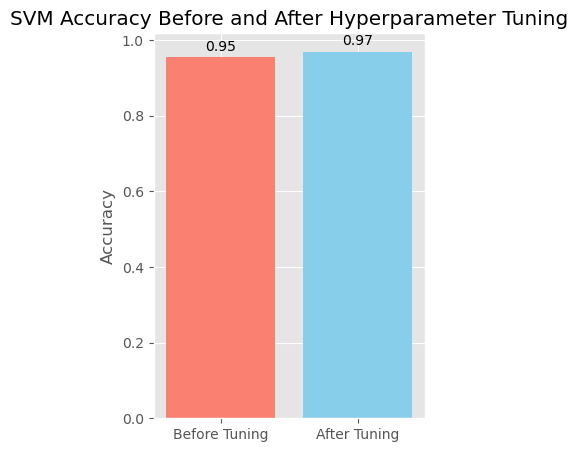 SVM Accuracy Before and After Hyperparameter Tuning
1.0
0.95
0.97
0.8
0.6
Accuracy
0.4
0.2
0.0
Before Tuning
After Tuning